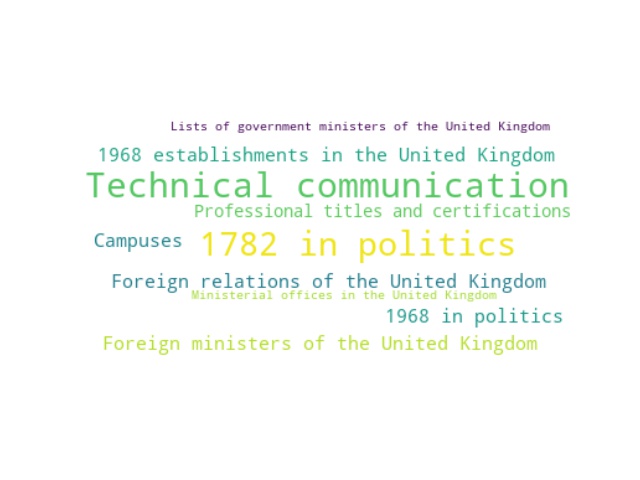 Lists of government ministers of the United Kingdom
1968 establishments in the United Kingdom
Technical communication
Professional titles and certifications
Campuses
1782 in politics
Foreign relations of the United Kingdom
Ministerial offices in the United Kingdom
1968 in politics
Foreign ministers of the United Kingdom